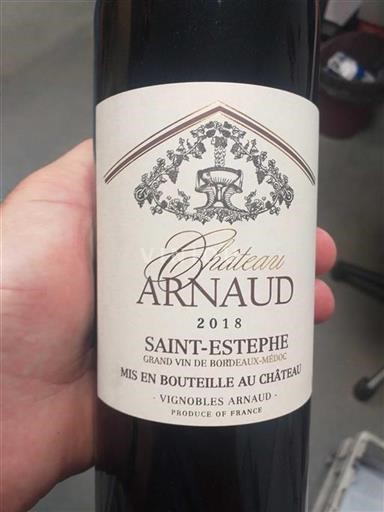 Château
ARNAUD
2018
SAINT-ESTEPHE
GRAND VIN DE BORDEAUX-MÉDOC
MIS EN BOUTEILLE AU CHÂTEAU
· VIGNOBLES ARNAUD ·
PRODUCE OF FRANCE